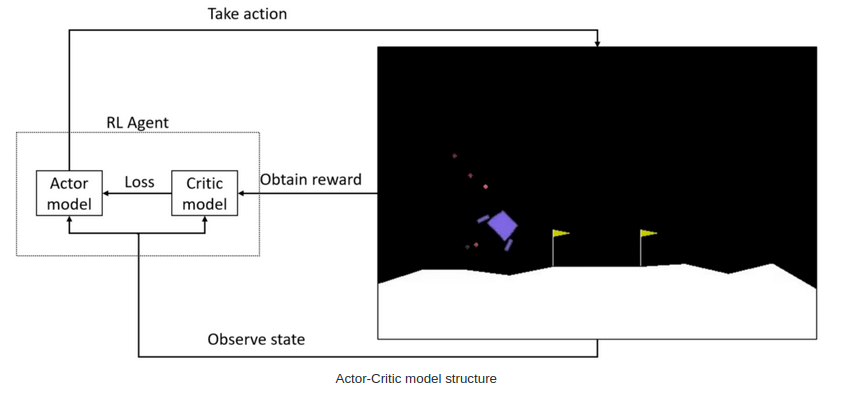 Take action
RL Agent
Actor
model
Loss
Critic
model
Obtain reward
Observe state
Actor-Critic model structure